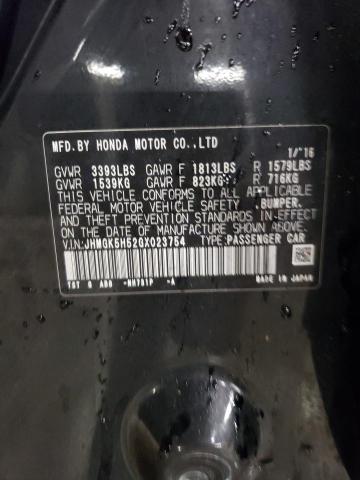 MFD.BY HONDA MOTOR CO.,LTD 1/'16
GVWR 3393LBS GAWR F 1813LBS R 1579LBS
GVWR 1539KG GAWR F 823KG R 716KG
THIS VEHICLE CONFORMS TO ALL APPLICABLE
FEDERAL MOTOR VEHICLE SAFETY, BUMPER,
AND THEFT PREVENTION STANDARDS IN EFFECT
ON THE DATE OF MANUFACTURE SHOWN ABOVE.
V.I.N:JHMGK5H52GX023754 TYPE:PASSENGER CAR
-A MADE IN JAPAN